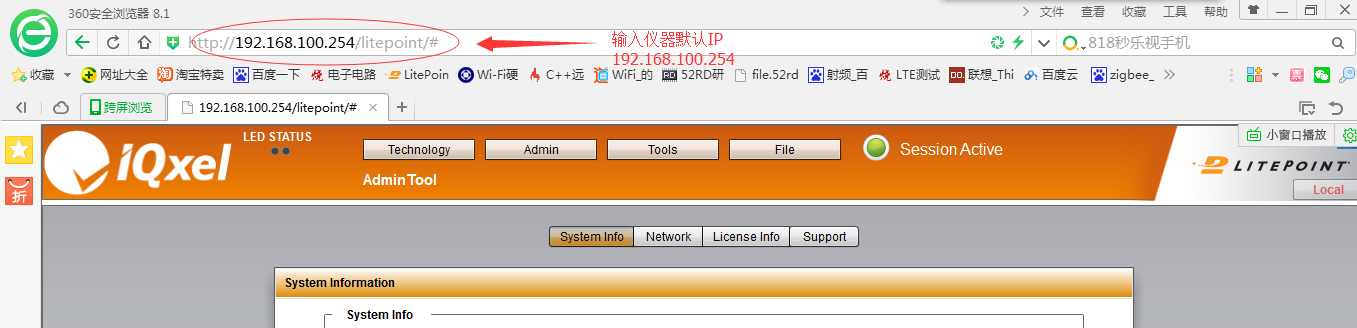 360安全浏览器 8.1
文件 查看 收藏 工具 帮助
http://192.168.100.254/litepoint/#
输入仪器默认IP
192.168.100.254
818秒乐视手机
收藏 网址大全 淘宝特卖 百度一下 电子电路 LitePoin Wi-Fi硬 C++远 WiFi_的 52RD研 file.52rd 射频_百 LTE测试 联想_Thi 百度云 zigbee_
跨屏浏览 192.168.100.254/litepoint/#
小窗口播放
LED STATUS
iQxel
Technology Admin Tools File Session Active
LITEPOINT
Admin Tool
Local
折
System Info Network License Info Support
System Information
System Info